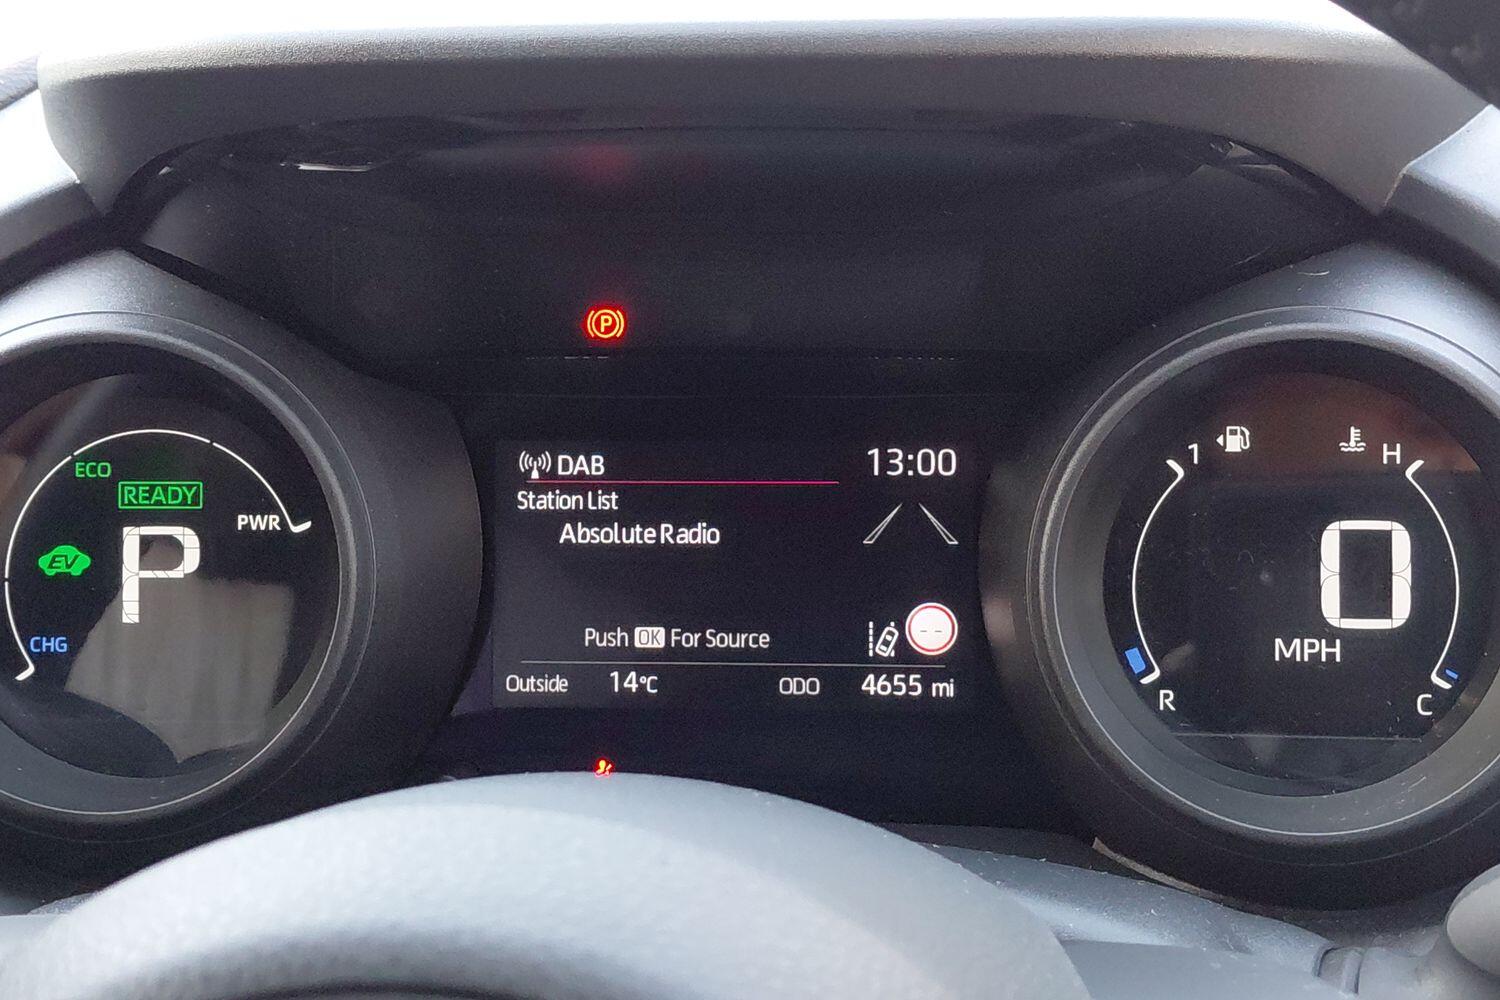 P
ECO
READY
PWR
EV
P
CHG
DAB
13:00
Station List
Absolute Radio
Push OK For Source
--
Outside 14°C ODO 4655 mi
1
H
0
MPH
R
C